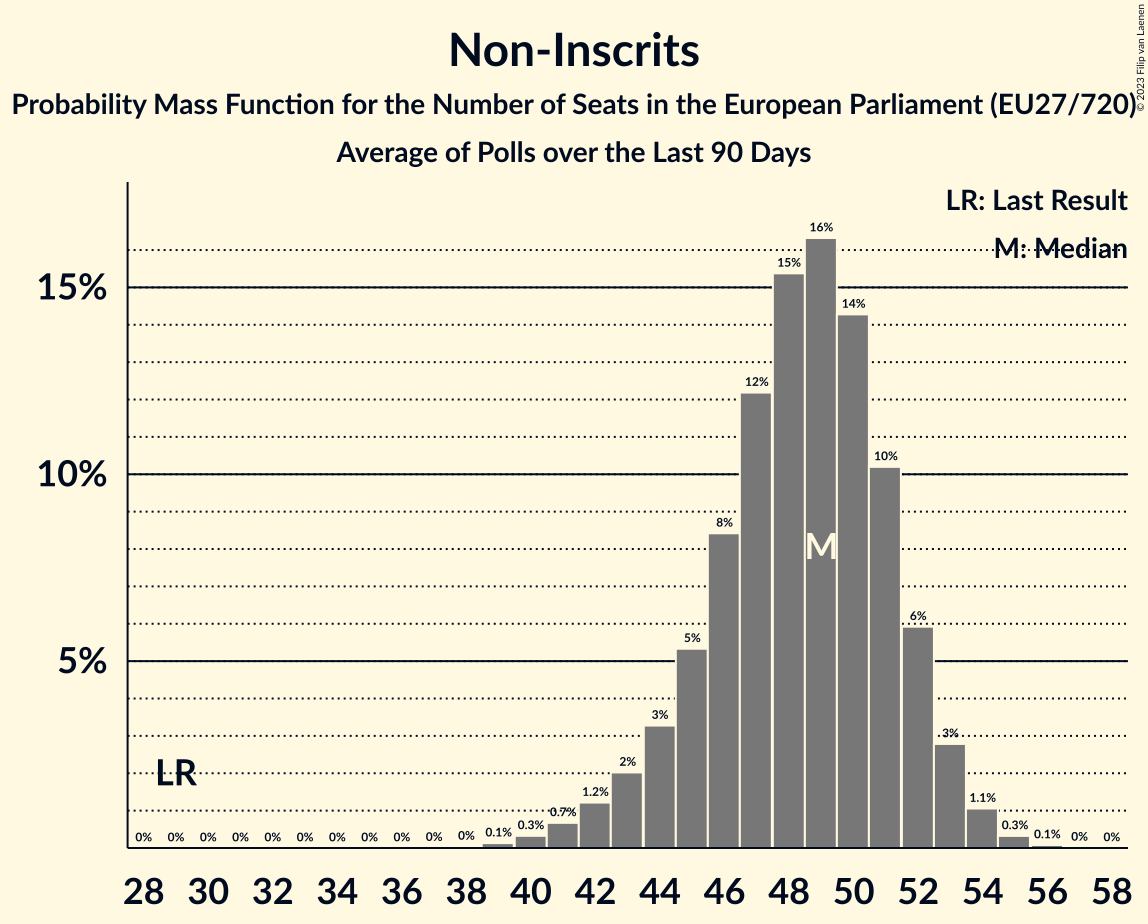 © 2023 Filip van Laenen
Non-Inscrits
Probability Mass Function for the Number of Seats in the European Parliament (EU27/720)
Average of Polls over the Last 90 Days
LR: Last Result
M: Median
15%
10%
5%
0% 0% 0% 0% 0% 0% 0% 0% 0% 0% 0% 0.1% 0.3% 0.7% 1.2% 2% 3% 5% 8% 12% 15% 16% 14% 10% 6% 3% 1.1% 0.3% 0.1% 0% 0%
M
LR
28 30 32 34 36 38 40 42 44 46 48 50 52 54 56 58